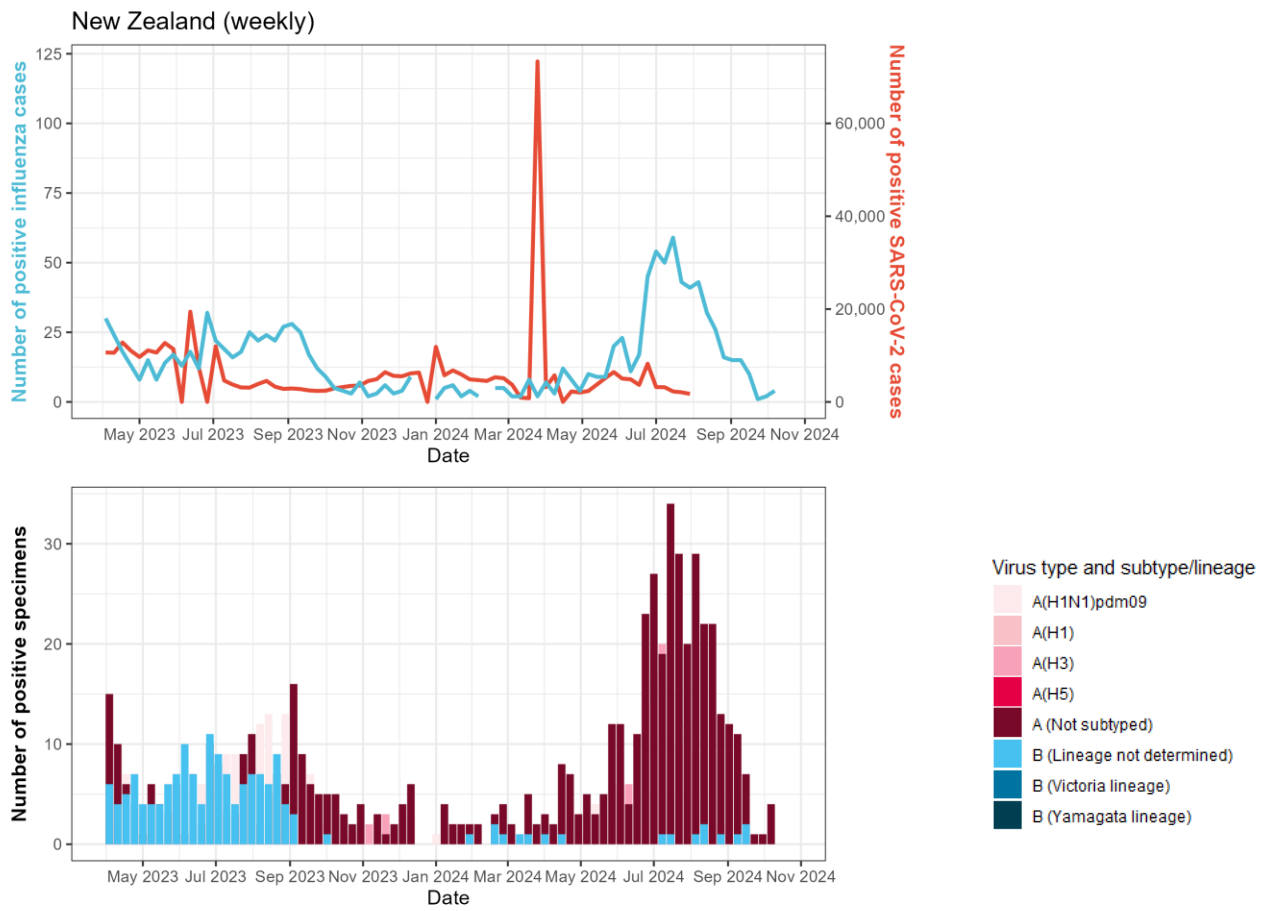 New Zealand (weekly)
Number of positive influenza cases
125
100
75
50
25
0
60,000
40,000
20,000
0
Number of positive SARS-CoV-2 cases
May 2023 Jul 2023 Sep 2023 Nov 2023 Jan 2024 Mar 2024 May 2024 Jul 2024 Sep 2024 Nov 2024
Date
Number of positive specimens
30
20
10
0
May 2023 Jul 2023 Sep 2023 Nov 2023 Jan 2024 Mar 2024 May 2024 Jul 2024 Sep 2024 Nov 2024
Date
Virus type and subtype/lineage
A(H1N1)pdm09
A(H1)
A(H3)
A(H5)
A (Not subtyped)
B (Lineage not determined)
B (Victoria lineage)
B (Yamagata lineage)